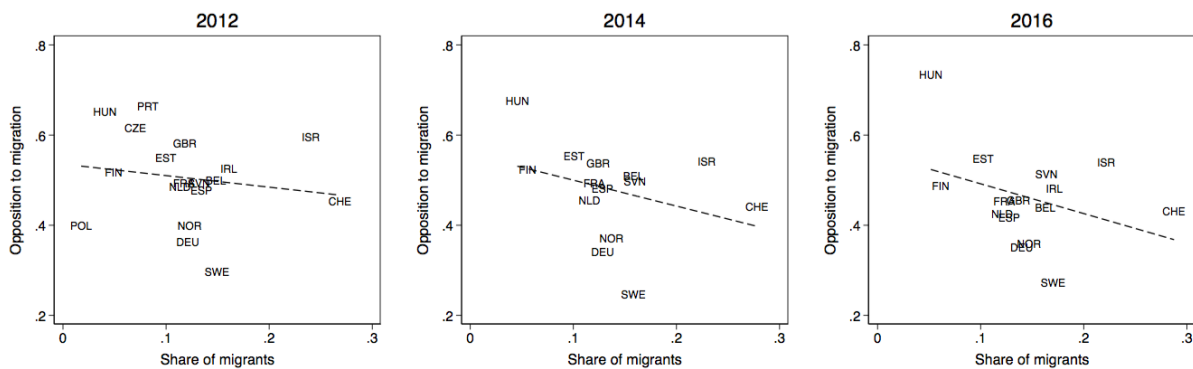 2012
.8
.6
.4
.2
Opposition to migration
HUN
PRT
CZE
GBR
ISR
EST
IRL
FIN
BEL
FRA
SVN
NLD
ESP
CHE
POL
NOR
DEU
SWE
0
.1
.2
.3
Share of migrants
2014
.8
.6
.4
.2
Opposition to migration
HUN
EST
GBR
ISR
FIN
BEL
SVN
FRA
ESP
NLD
CHE
NOR
DEU
SWE
0
.1
.2
.3
Share of migrants
2016
.8
.6
.4
.2
Opposition to migration
HUN
EST
ISR
SVN
FIN
IRL
FRA
GBR
BEL
NLD
ESP
CHE
NOR
DEU
SWE
0
.1
.2
.3
Share of migrants